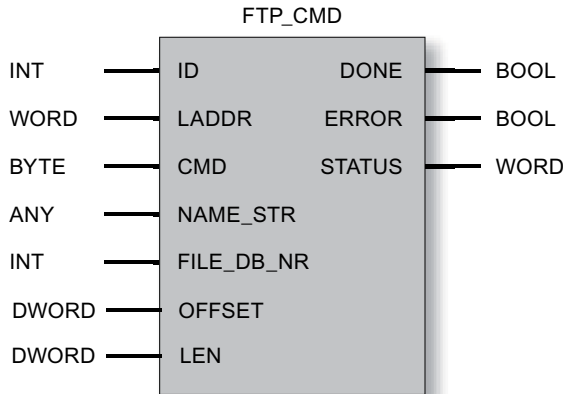 FTP_CMD
INT ID DONE BOOL
WORD LADDR ERROR BOOL
BYTE CMD STATUS WORD
ANY NAME_STR
INT FILE_DB_NR
DWORD OFFSET
DWORD LEN